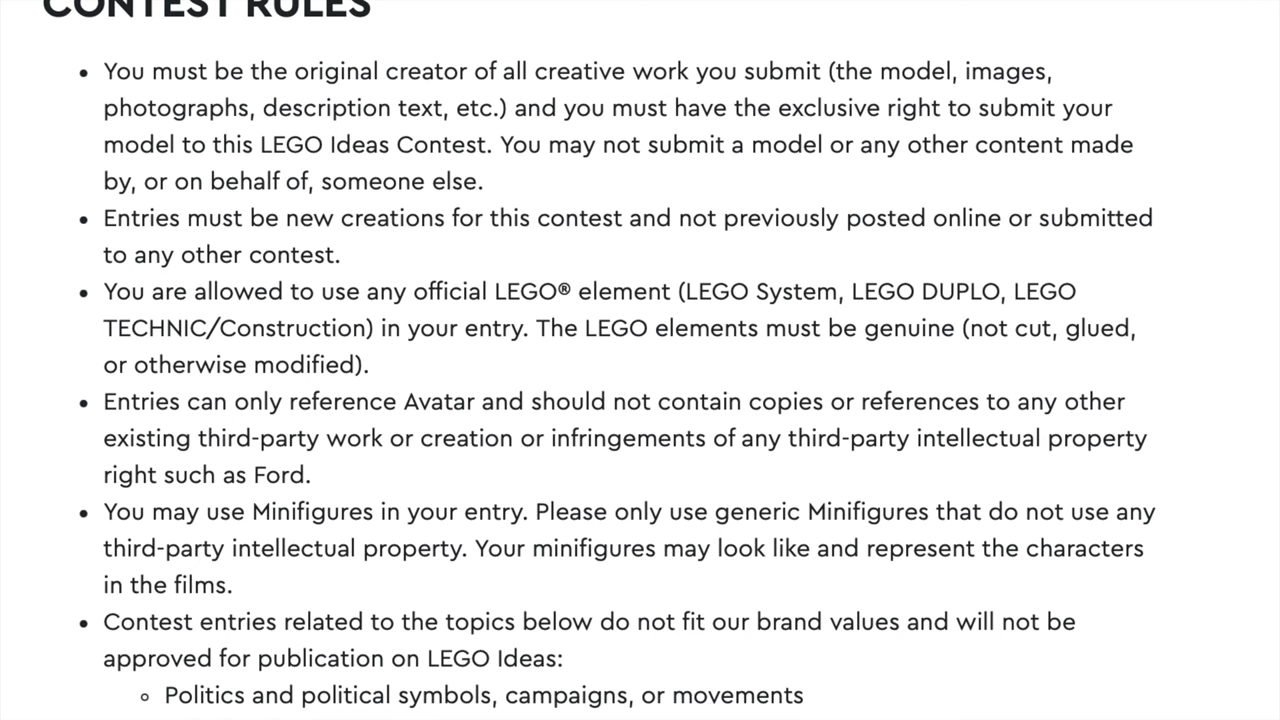 CONTEST RULES
• You must be the original creator of all creative work you submit (the model, images,
photographs, description text, etc.) and you must have the exclusive right to submit your
model to this LEGO Ideas Contest. You may not submit a model or any other content made
by, or on behalf of, someone else.
• Entries must be new creations for this contest and not previously posted online or submitted
to any other contest.
• You are allowed to use any official LEGO® element (LEGO System, LEGO DUPLO, LEGO
TECHNIC/Construction) in your entry. The LEGO elements must be genuine (not cut, glued,
or otherwise modified).
• Entries can only reference Avatar and should not contain copies or references to any other
existing third-party work or creation or infringements of any third-party intellectual property
right such as Ford.
• You may use Minifigures in your entry. Please only use generic Minifigures that do not use any
third-party intellectual property. Your minifigures may look like and represent the characters
in the films.
• Contest entries related to the topics below do not fit our brand values and will not be
approved for publication on LEGO Ideas:
◦ Politics and political symbols, campaigns, or movements